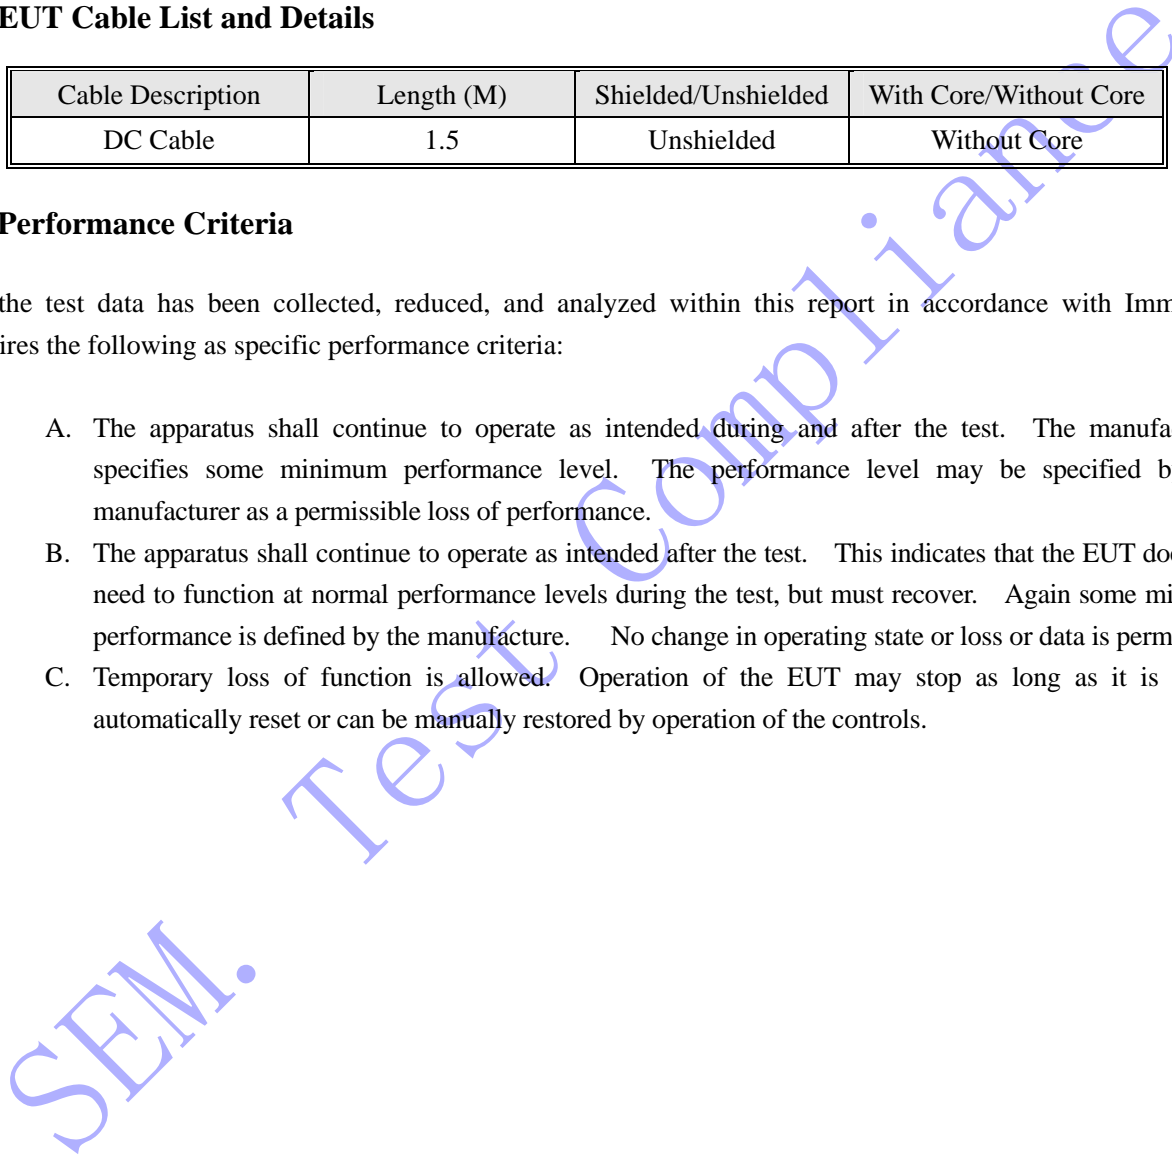 EUT Cable List and Details
Cable Description Length (M) Shielded/Unshielded With Core/Without Core
DC Cable 1.5 Unshielded Without Core
Performance Criteria
the test data has been collected, reduced, and analyzed within this report in accordance with Imm
ires the following as specific performance criteria:
A. The apparatus shall continue to operate as intended during and after the test. The manufa
specifies some minimum performance level. The performance level may be specified b
manufacturer as a permissible loss of performance.
B. The apparatus shall continue to operate as intended after the test. This indicates that the EUT doe
need to function at normal performance levels during the test, but must recover. Again some mi
performance is defined by the manufacture. No change in operating state or loss or data is perm
C. Temporary loss of function is allowed. Operation of the EUT may stop as long as it is
automatically reset or can be manually restored by operation of the controls.
SEM. Test Compliance